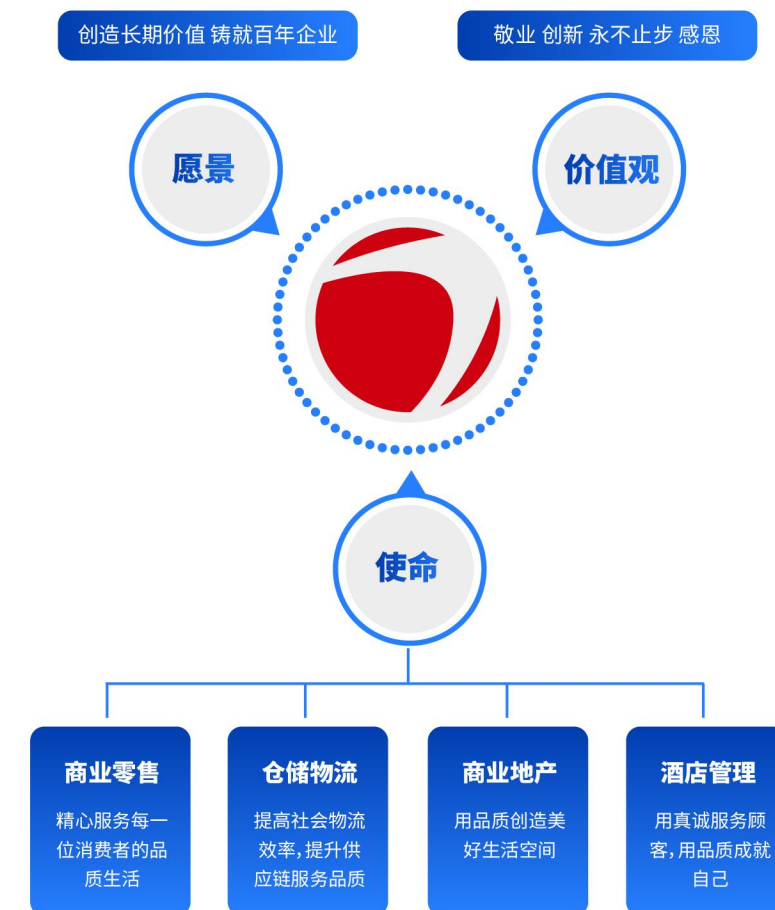 创造长期价值 铸就百年企业
敬业 创新 永不止步 感恩
愿景
价值观
使命
商业零售
精心服务每一
位消费者的品
质生活
仓储物流
提高社会物流
效率,提升供
应链服务品质
商业地产
用品质创造美
好生活空间
酒店管理
用真诚服务顾
客,用品质成就
自己